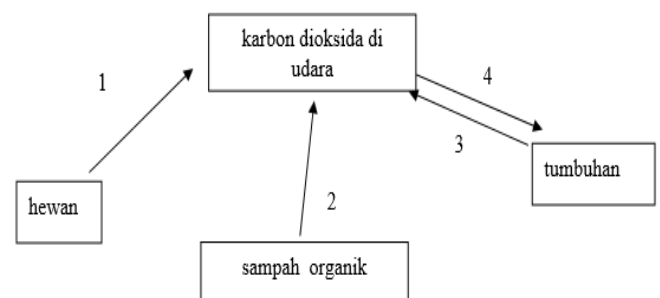 karbon dioksida di
udara
1
4
3
tumbuhan
hewan
2
sampah organik